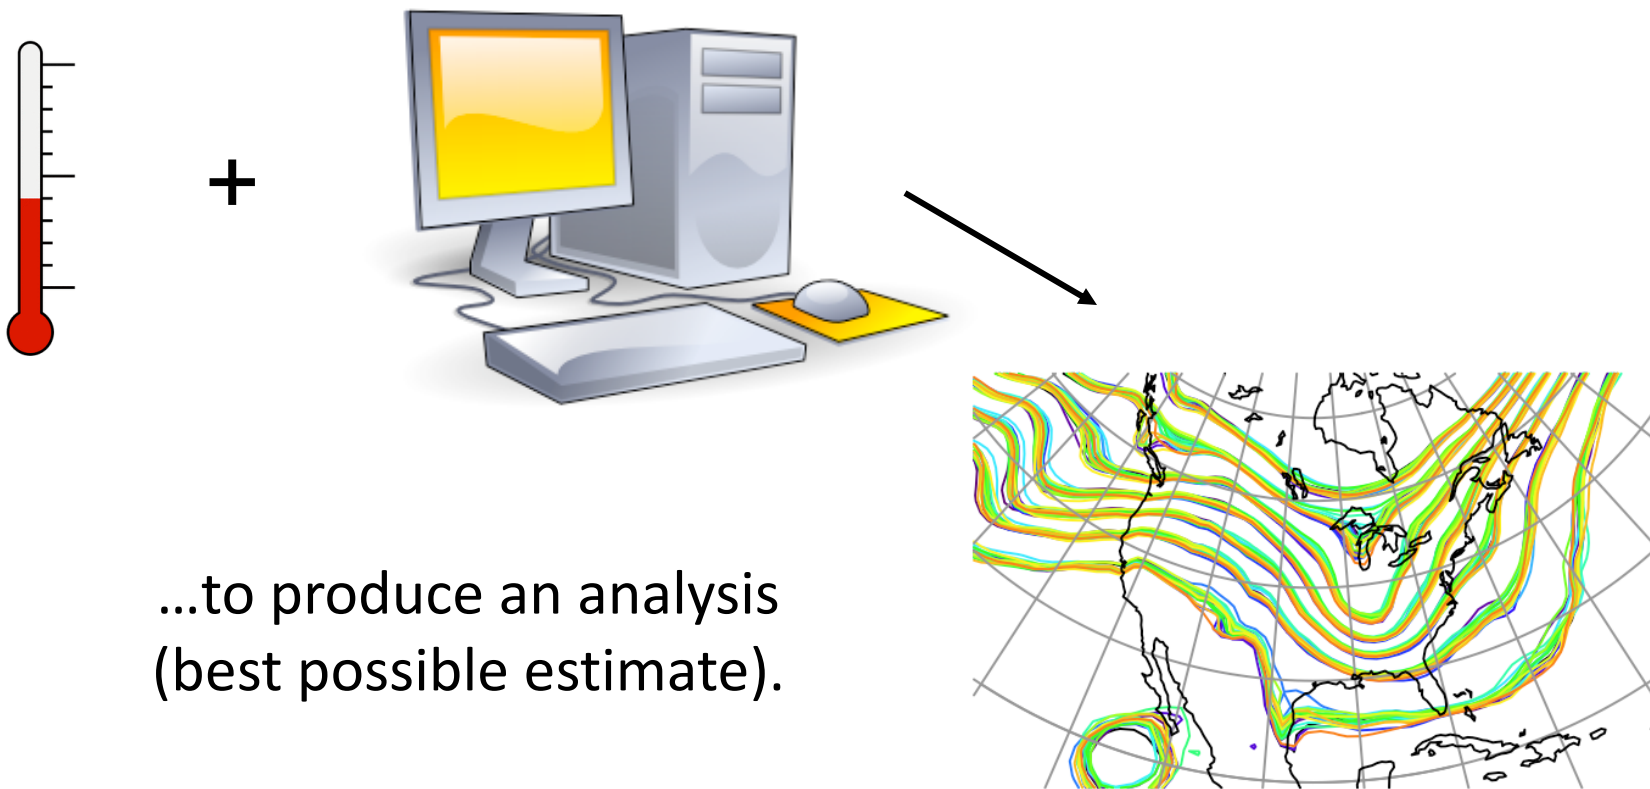 +
…to produce an analysis
(best possible estimate).